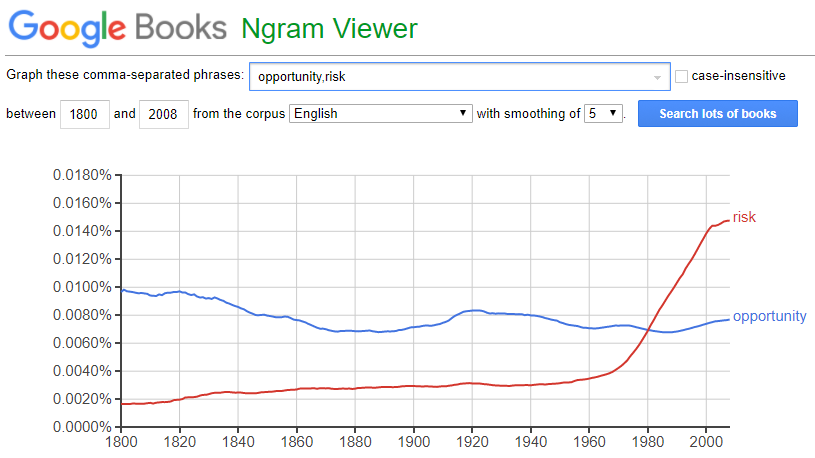 Google Books Ngram Viewer
Graph these comma-separated phrases: opportunity,risk case-insensitive
between 1800 and 2008 from the corpus English with smoothing of 5 . Search lots of books
0.0180%
0.0160%
0.0140%
0.0120%
0.0100%
0.0080%
0.0060%
0.0040%
0.0020%
0.0000%
risk
opportunity
1800 1820 1840 1860 1880 1900 1920 1940 1960 1980 2000